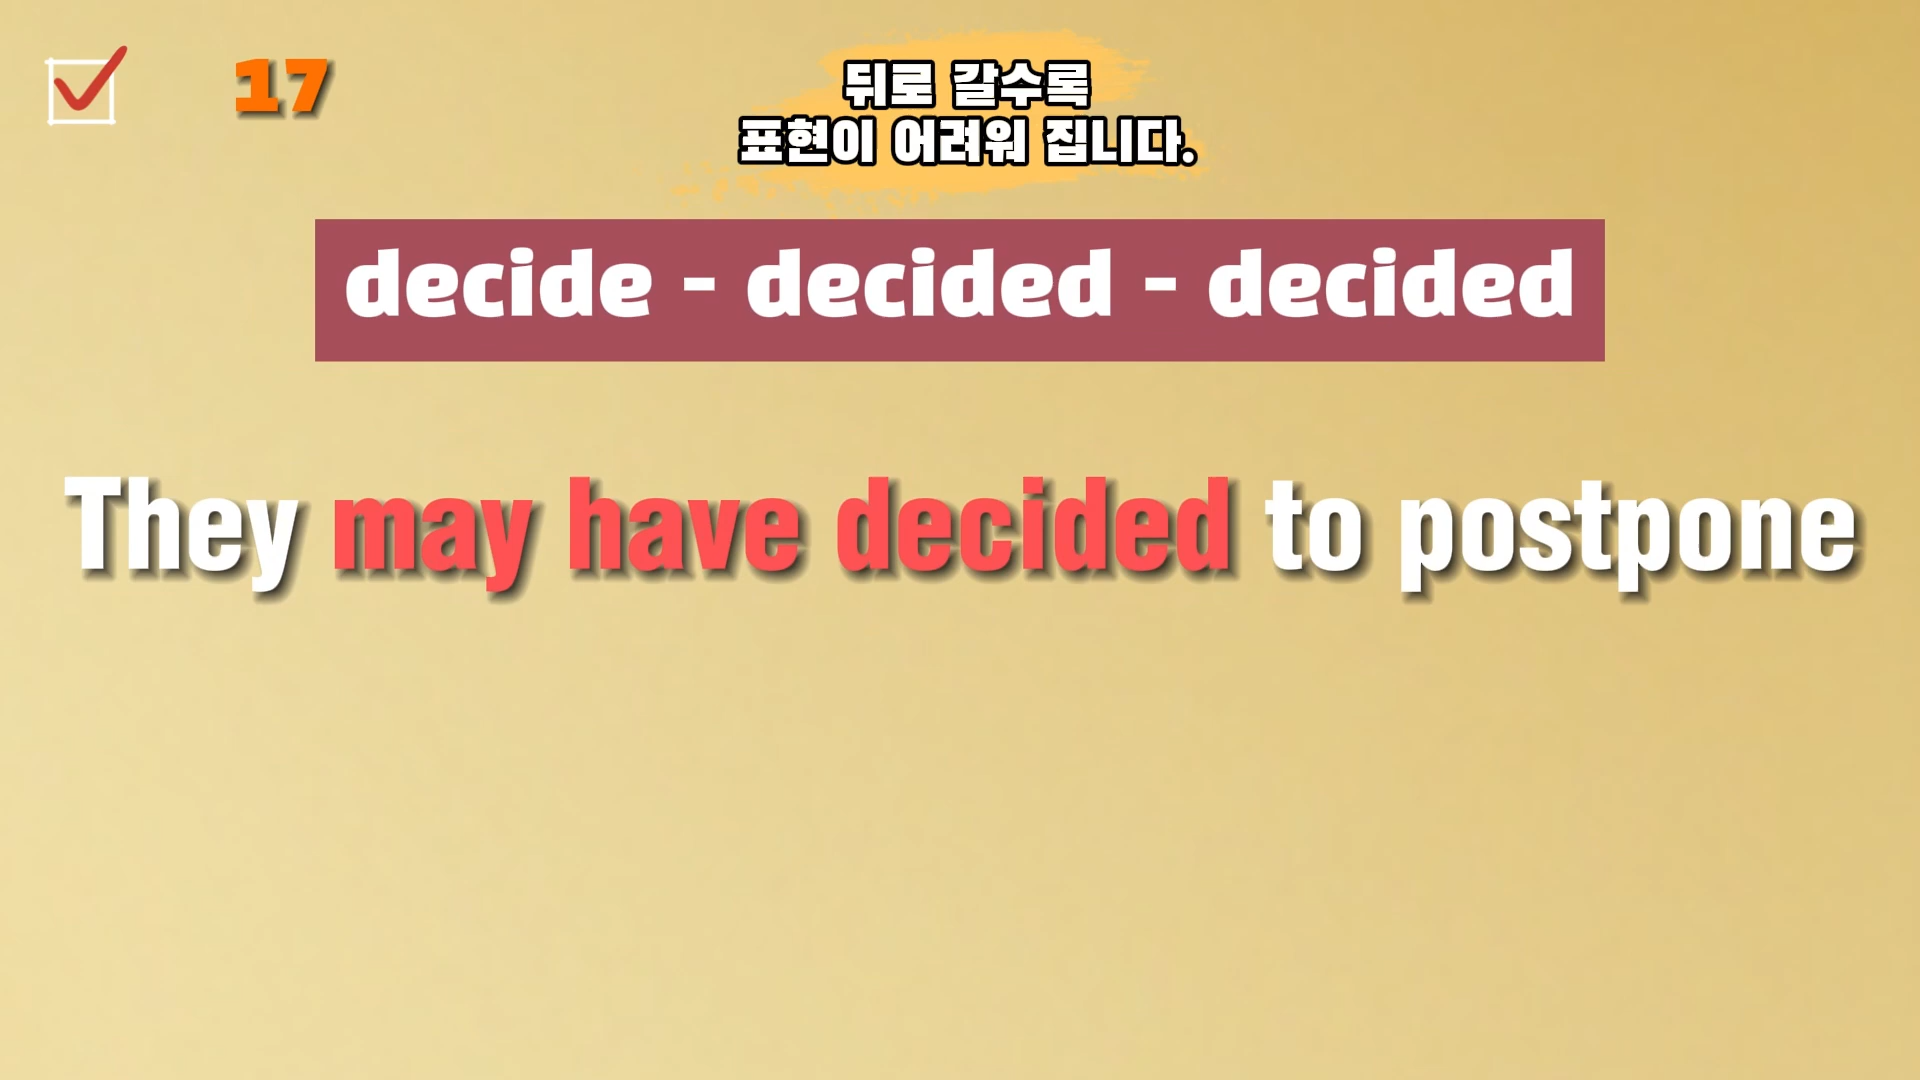 17
뒤로 갈수록
표현이 어려워 집니다.
decide - decided - decided
They may have decided to postpone